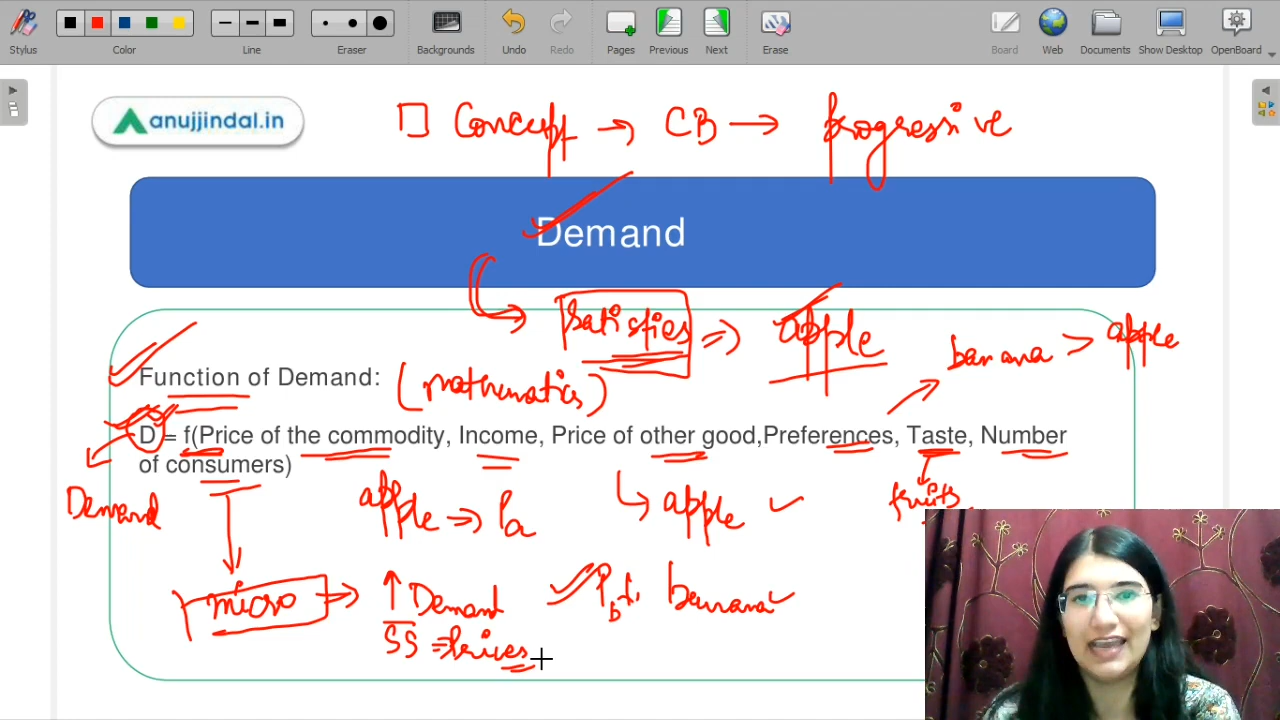 Stylus Color Line Eraser Backgrounds Undo Redo Pages Previous Next Erase Board Web Documents Show Desktop OpenBoard
anujjindal.in
Concept → CB → progressive
Demand
satisfies ⇒ apple
banana > apple
Function of Demand: (mathematics)
D = f(Price of the commodity, Income, Price of other good,Preferences, Taste, Number
of consumers)
Demand
apple ⇒ Pa
apple
fruits
micro → ↑ Demand
Pb
banana
SS ⇒ Prices